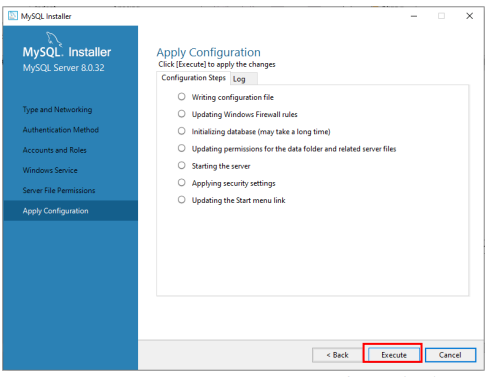 MySQL Installer
MySQL. Installer
MySQL Server 8.0.32
Type and Networking
Authentication Method
Accounts and Roles
Windows Service
Server File Permissions
Apply Configuration
Apply Configuration
Click [Execute] to apply the changes
Configuration Steps Log
Writing configuration file
Updating Windows Firewall rules
Initializing database (may take a long time)
Updating permissions for the data folder and related server files
Starting the server
Applying security settings
Updating the Start menu link
< Back Execute Cancel